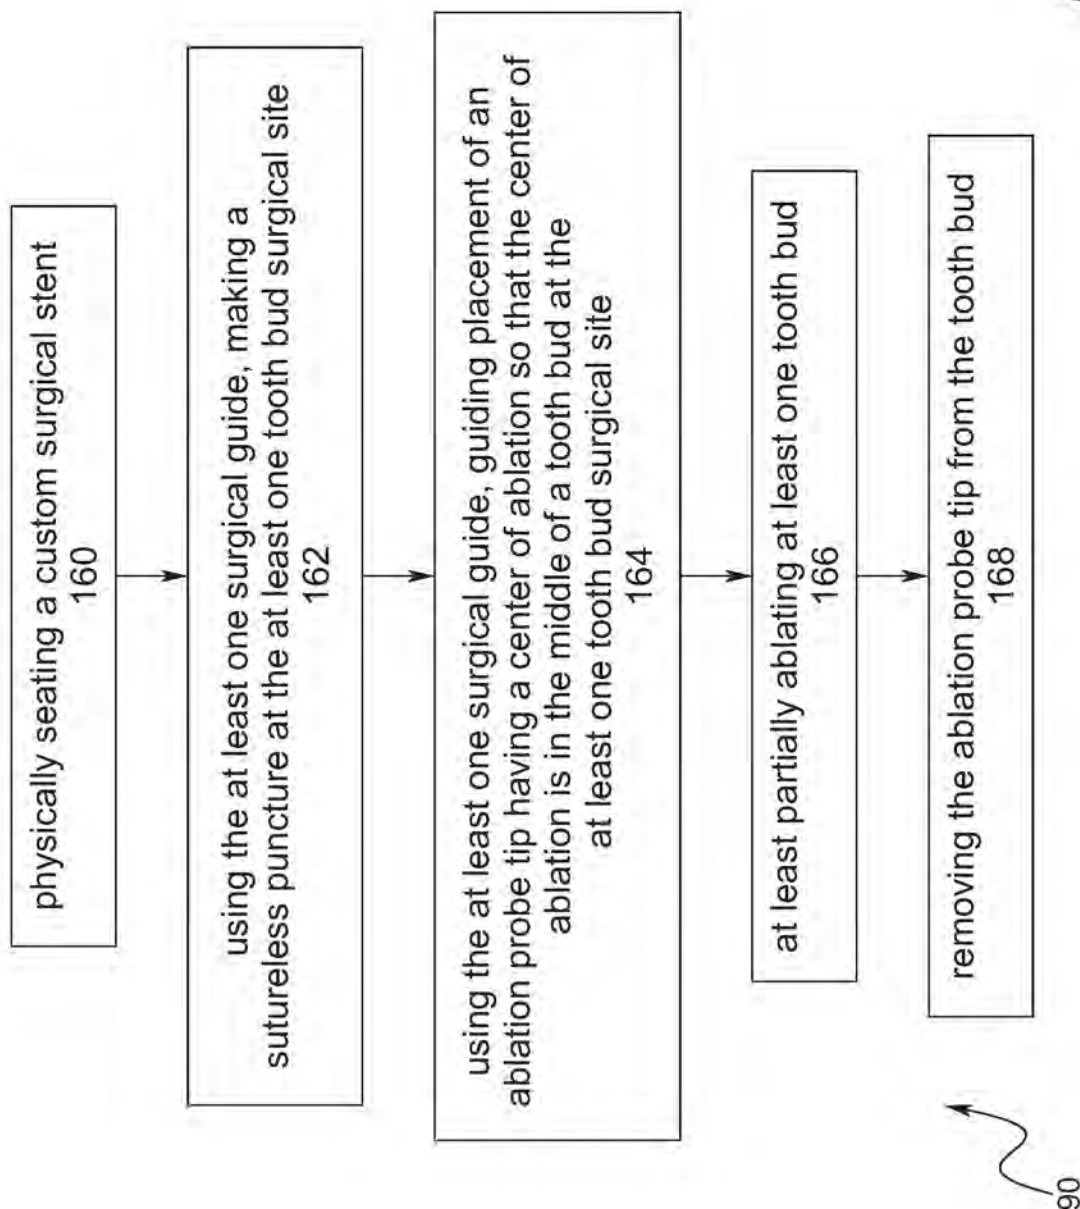 physically seating a custom surgical stent
160
using the at least one surgical guide, making a
sutureless puncture at the at least one tooth bud surgical site
162
using the at least one surgical guide, guiding placement of an
ablation probe tip having a center of ablation so that the center of
ablation is in the middle of a tooth bud at the
at least one tooth bud surgical site
164
at least partially ablating at least one tooth bud
166
removing the ablation probe tip from the tooth bud
168
90